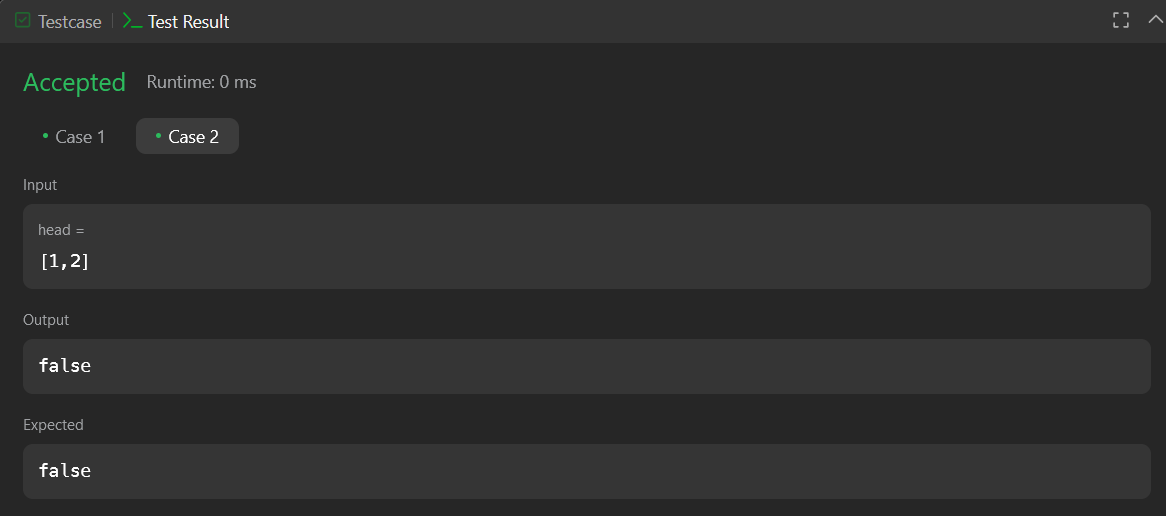 Testcase Test Result
Accepted Runtime: 0 ms
Case 1 Case 2
Input
head =
[1,2]
Output
false
Expected
false